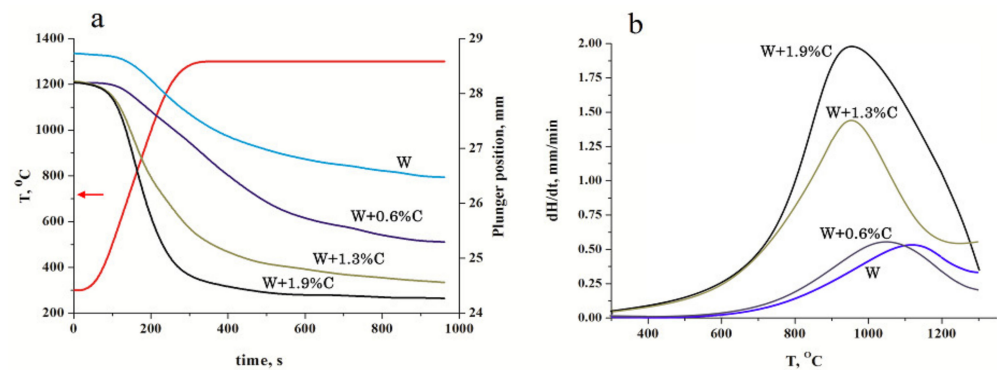 a
1400
1200
1000
800
600
400
200
T, °C
0
200
400
600
800
1000
time, s
29
28
27
26
25
24
Plunger position, mm
W
W+0.6%C
W+1.3%C
W+1.9%C
b
2.00
1.75
1.50
1.25
1.00
0.75
0.50
0.25
0.00
dH/dt, mm/min
400
600
800
1000
1200
T, °C
W+1.9%C
W+1.3%C
W+0.6%C
W